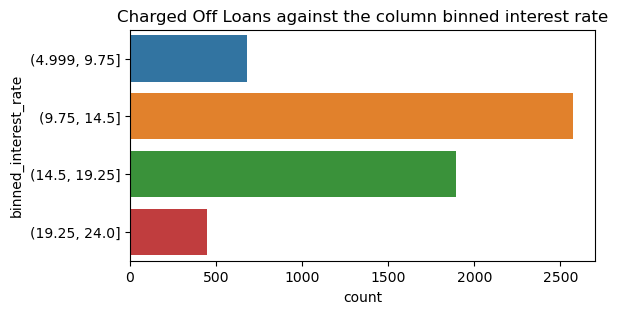 Charged Off Loans against the column binned interest rate
binned_interest_rate
(4.999, 9.75]
(9.75, 14.5]
(14.5, 19.25]
(19.25, 24.0]
0 500 1000 1500 2000 2500
count